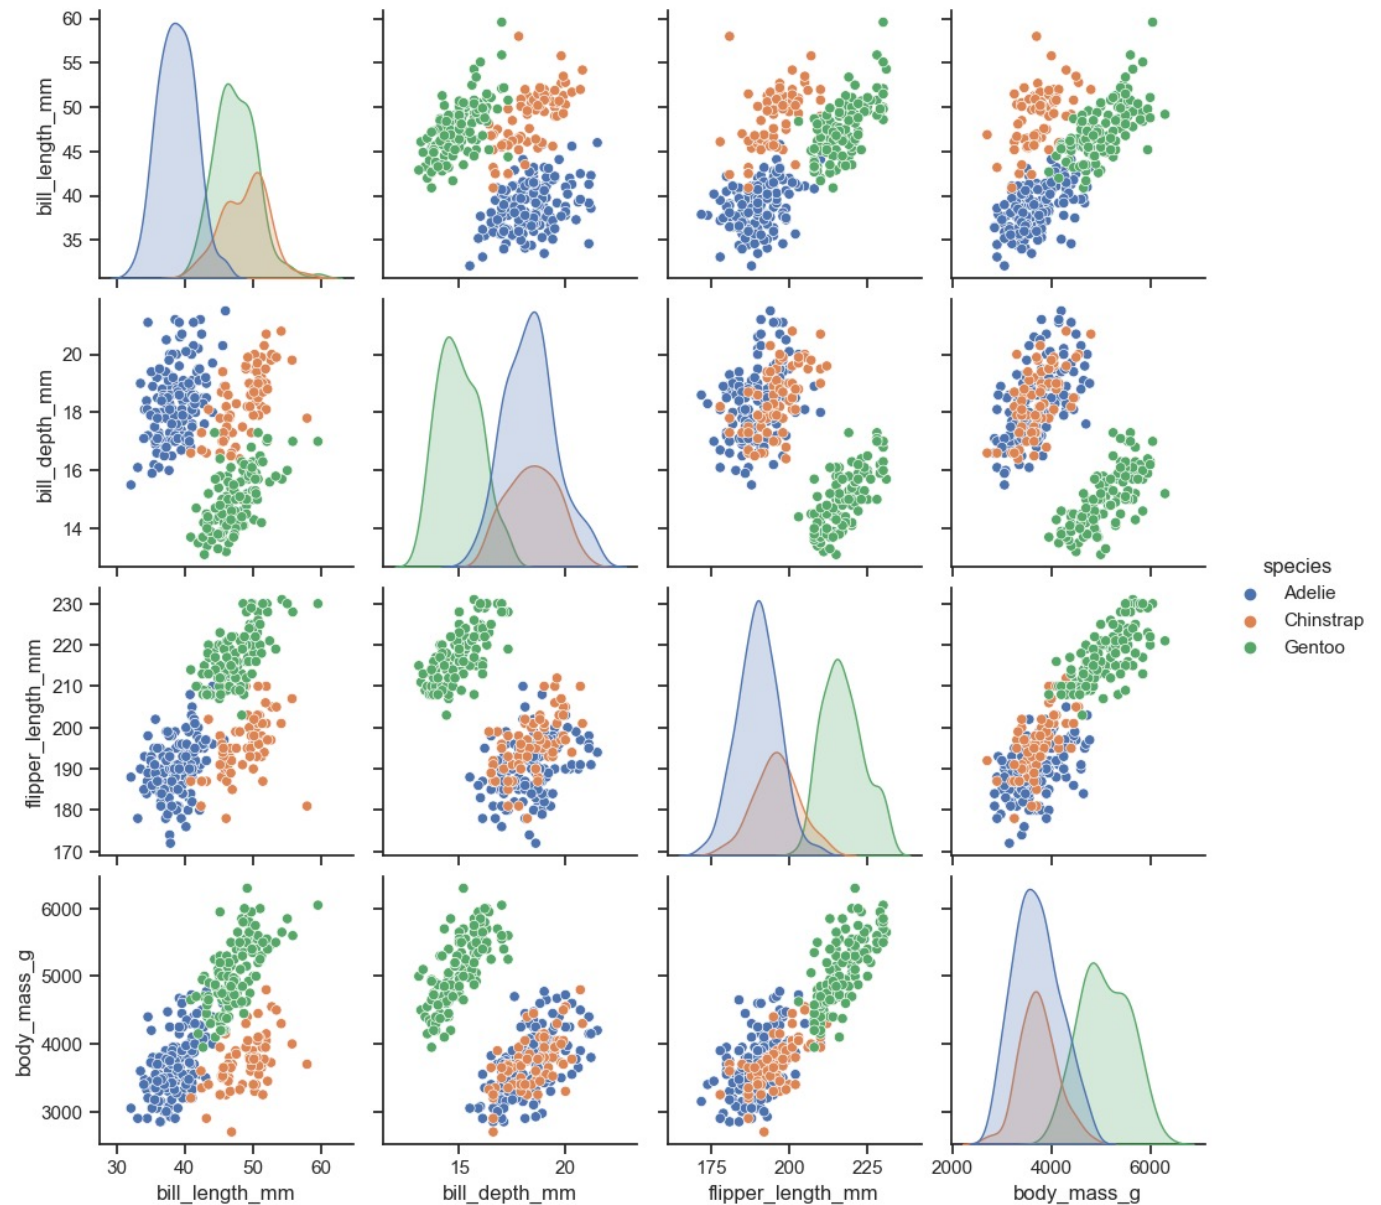 60
55
50
45
40
35
bill_length_mm
20
18
16
14
bill_depth_mm
230
220
210
200
190
180
170
flipper_length_mm
6000
5000
4000
3000
body_mass_g
30 40 50 60
bill_length_mm
15 20
bill_depth_mm
175 200 225
flipper_length_mm
2000 4000 6000
body_mass_g
species
Adelie
Chinstrap
Gentoo